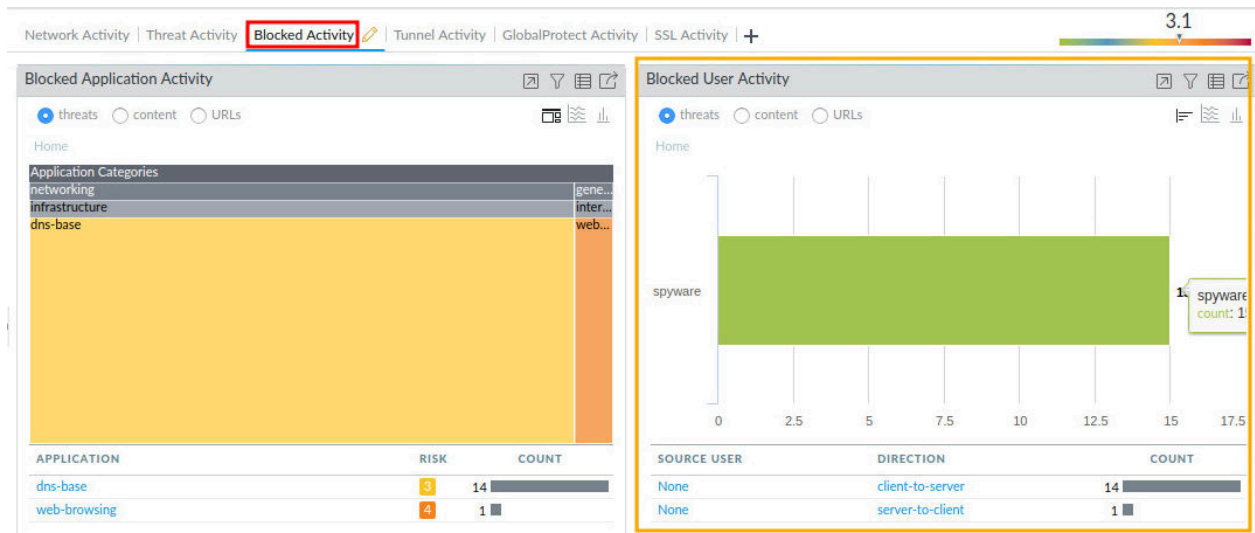 3.1
Network Activity | Threat Activity | Blocked Activity | Tunnel Activity | GlobalProtect Activity | SSL Activity | +
Blocked Application Activity
threats content URLs
Home
Application Categories
networking gene...
infrastructure inter...
dns-base web...
APPLICATION RISK COUNT
dns-base 3 14
web-browsing 4 1
Blocked User Activity
threats content URLs
Home
spyware
spyware
count:
0 2.5 5 7.5 10 12.5 15 17.5
SOURCE USER DIRECTION COUNT
None client-to-server 14
None server-to-client 1